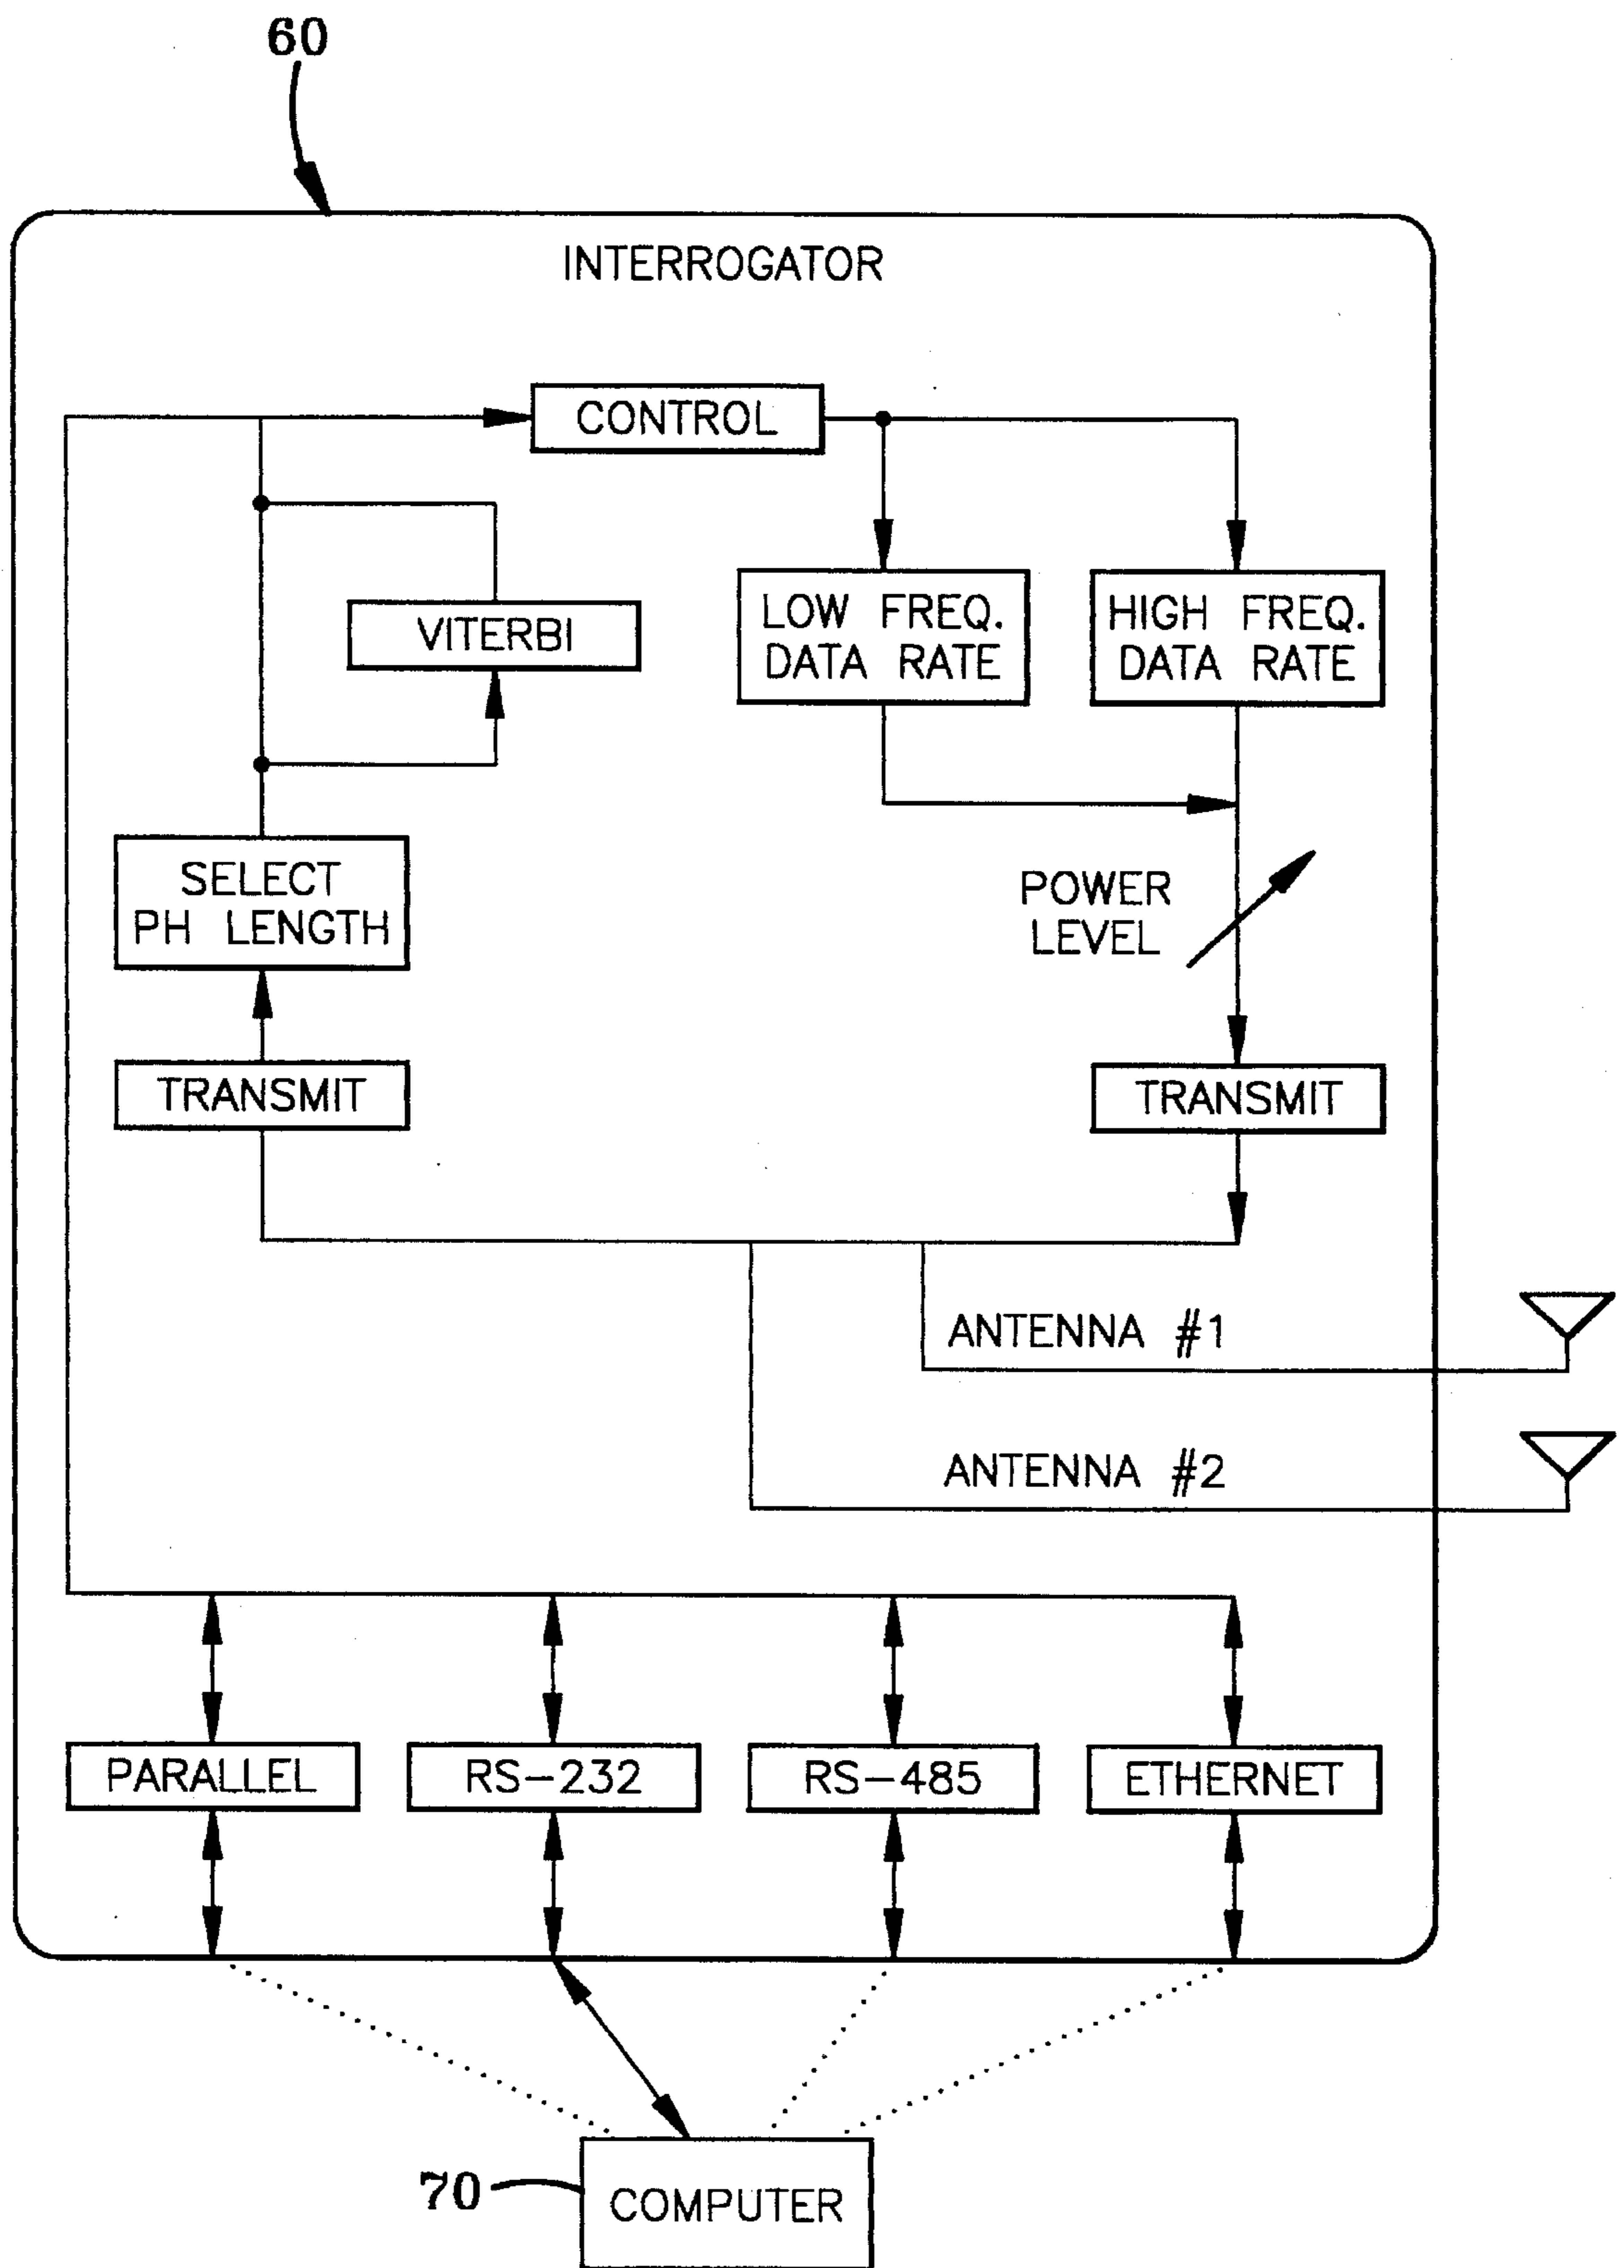 60
INTERROGATOR
CONTROL
LOW FREQ.
DATA RATE
HIGH FREQ.
DATA RATE
VITERBI
SELECT
PH LENGTH
POWER
LEVEL
TRANSMIT
TRANSMIT
ANTENNA #1
ANTENNA #2
PARALLEL
RS-232
RS-485
ETHERNET
70
COMPUTER